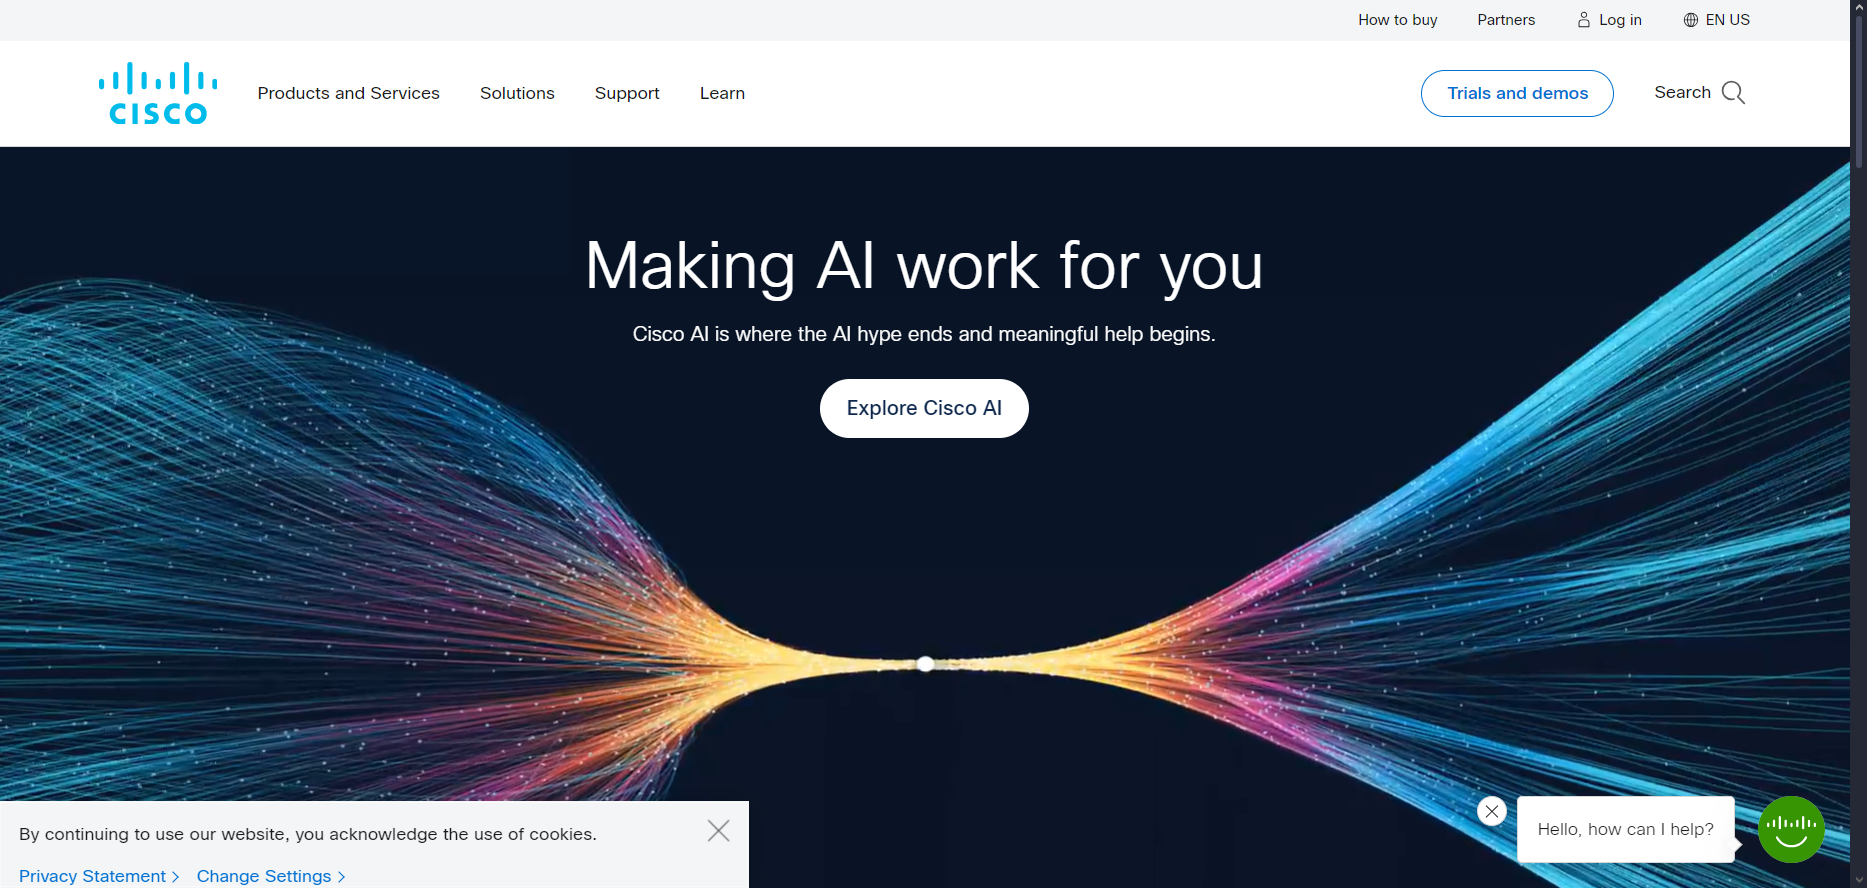 How to buy
Partners
Log in
EN US
CISCO
Products and Services
Solutions
Support
Learn
Trials and demos
Search
Making AI work for you
Cisco AI is where the AI hype ends and meaningful help begins.
Explore Cisco AI
By continuing to use our website, you acknowledge the use of cookies.
Privacy Statement
Change Settings
Hello, how can I help?